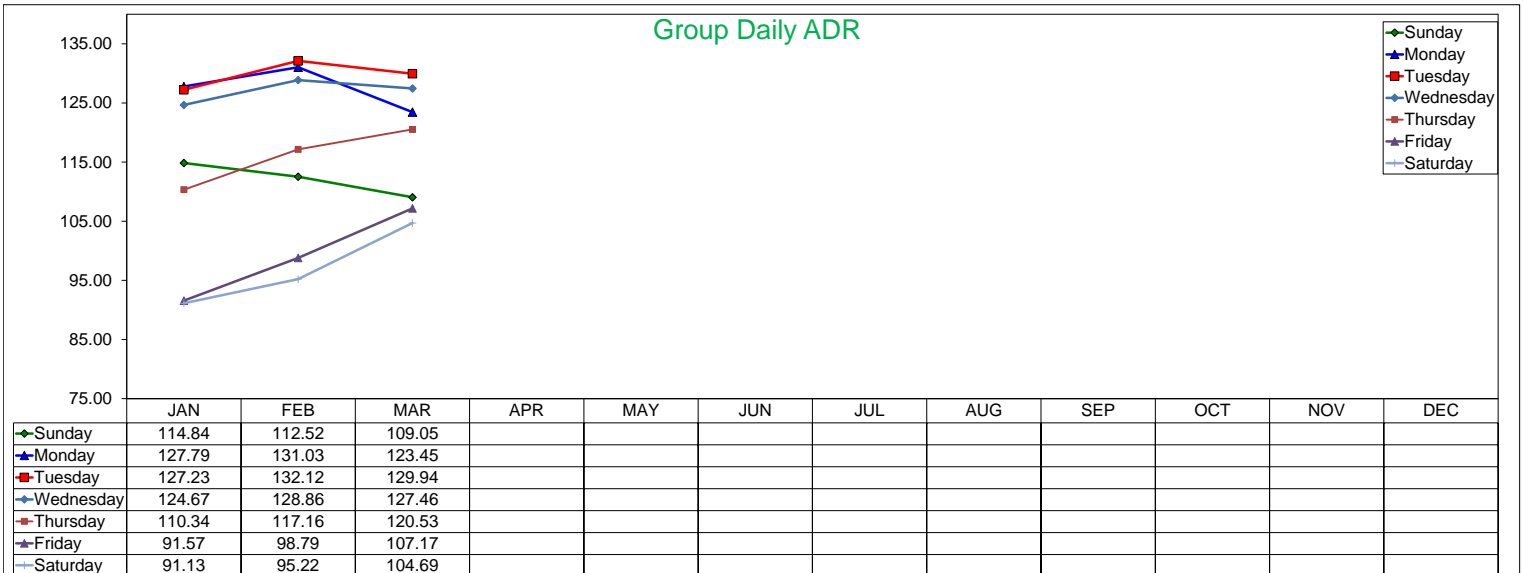 Group Daily ADR
135.00
125.00
115.00
105.00
95.00
85.00
75.00
Sunday
Monday
Tuesday
Wednesday
Thursday
Friday
Saturday
JAN FEB MAR APR MAY JUN JUL AUG SEP OCT NOV DEC
Sunday 114.84 112.52 109.05
Monday 127.79 131.03 123.45
Tuesday 127.23 132.12 129.94
Wednesday 124.67 128.86 127.46
Thursday 110.34 117.16 120.53
Friday 91.57 98.79 107.17
Saturday 91.13 95.22 104.69